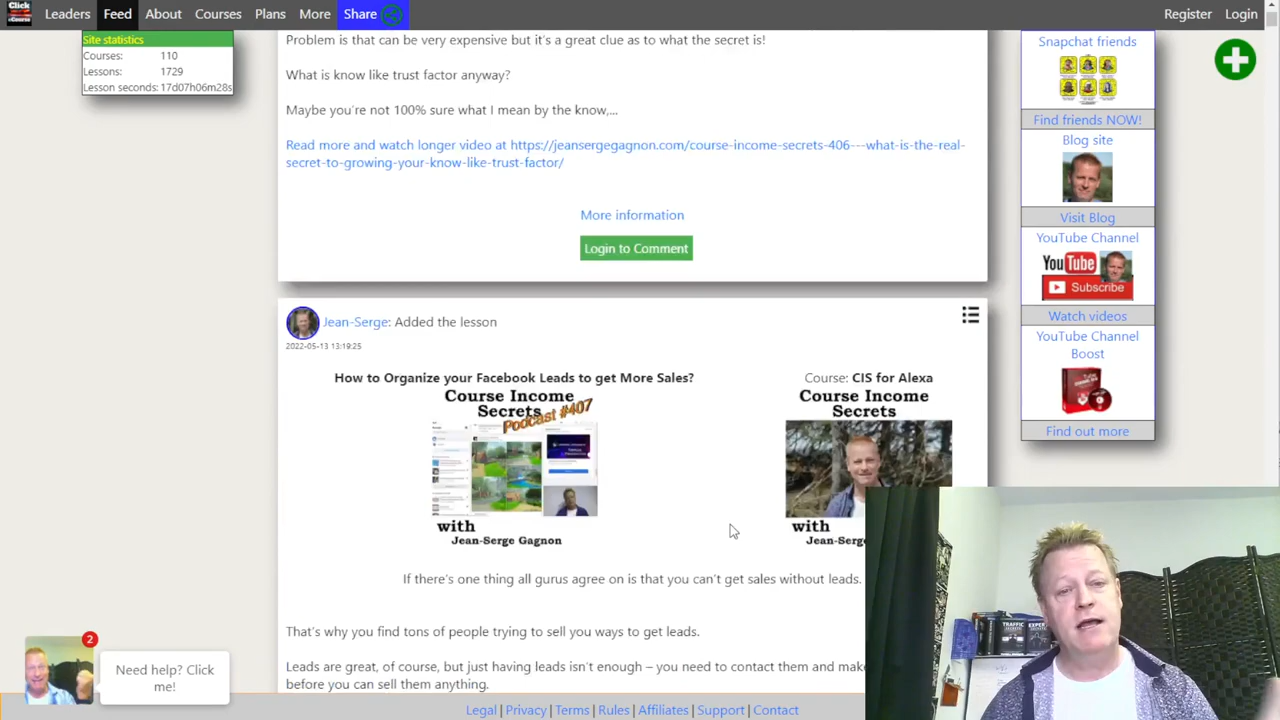 Click
eCourse
Leaders
Feed
About
Courses
Plans
More
Share
Register
Login
Site statistics
Courses: 110
Lessons: 1729
Lesson seconds: 17d07h06m28s
Problem is that can be very expensive but it's a great clue as to what the secret is!
What is know like trust factor anyway?
Maybe you're not 100% sure what I mean by the know,...
Read more and watch longer video at https://jeansergegagnon.com/course-income-secrets-406---what-is-the-real-
secret-to-growing-your-know-like-trust-factor/
More information
Login to Comment
Snapchat friends
Find friends NOW!
Blog site
Visit Blog
YouTube Channel
YouTube
Subscribe
Watch videos
YouTube Channel
Boost
Find out more
Jean-Serge: Added the lesson
2022-05-13 13:19:25
How to Organize your Facebook Leads to get More Sales?
Course Income
Secrets
Podcast #407
with
Jean-Serge Gagnon
Course: CIS for Alexa
Course Income
Secrets
with
Jean-Serge
If there's one thing all gurus agree on is that you can't get sales without leads.
That's why you find tons of people trying to sell you ways to get leads.
Leads are great, of course, but just having leads isn't enough – you need to contact them and make
before you can sell them anything.
2
Need help? Click
me!
Legal | Privacy | Terms | Rules | Affiliates | Support | Contact
TRAFFIC
SECRETS
EXPERT
SECRETS